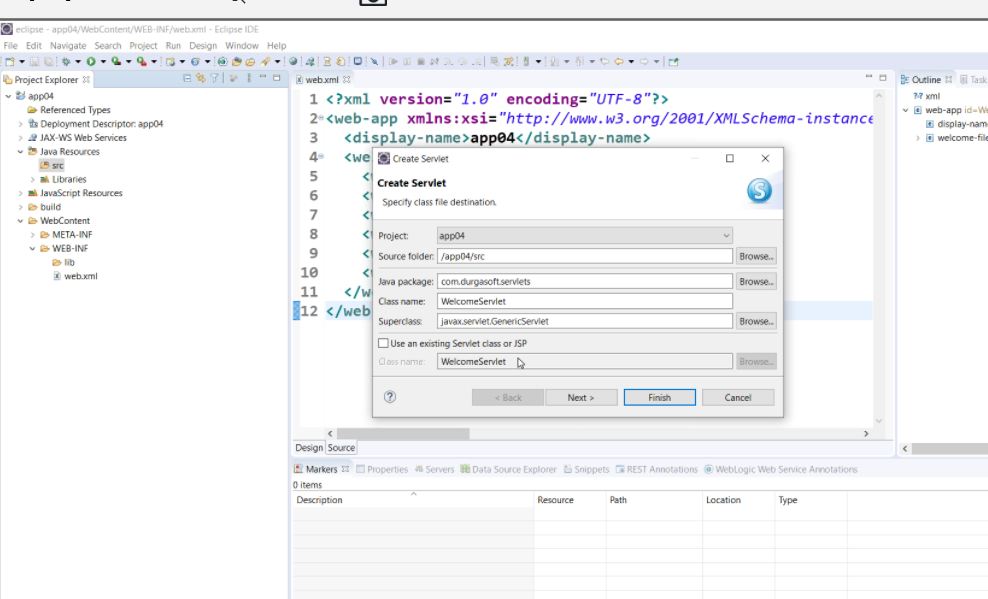 eclipse - app04/WebContent/WEB-INF/web.xml - Eclipse IDE
File Edit Navigate Search Project Run Design Window Help
Project Explorer
app04
Referenced Types
Deployment Descriptor: app04
JAX-WS Web Services
Java Resources
src
Libraries
JavaScript Resources
build
WebContent
META-INF
WEB-INF
lib
web.xml
web.xml
1 <?xml version="1.0" encoding="UTF-8"?>
2 <web-app xmlns:xsi="http://www.w3.org/2001/XMLSchema-instance
3 <display-name>app04</display-name>
4 <we
5 <
6 <
7 <
8 <
9 <
10 <
11 </w
12 </web
Create Servlet
Create Servlet
Specify class file destination.
Project: app04
Source folder: /app04/src Browse...
Java package: com.durgasoft.servlets Browse...
Class name: WelcomeServlet
Superclass: javax.servlet.GenericServlet Browse...
Use an existing Servlet class or JSP
Class name: WelcomeServlet Browse...
? < Back Next > Finish Cancel
Design Source
Outline Task
?? xml
web-app id=We
display-name
welcome-file
Markers Properties Servers Data Source Explorer Snippets REST Annotations WebLogic Web Service Annotations
0 items
Description Resource Path Location Type